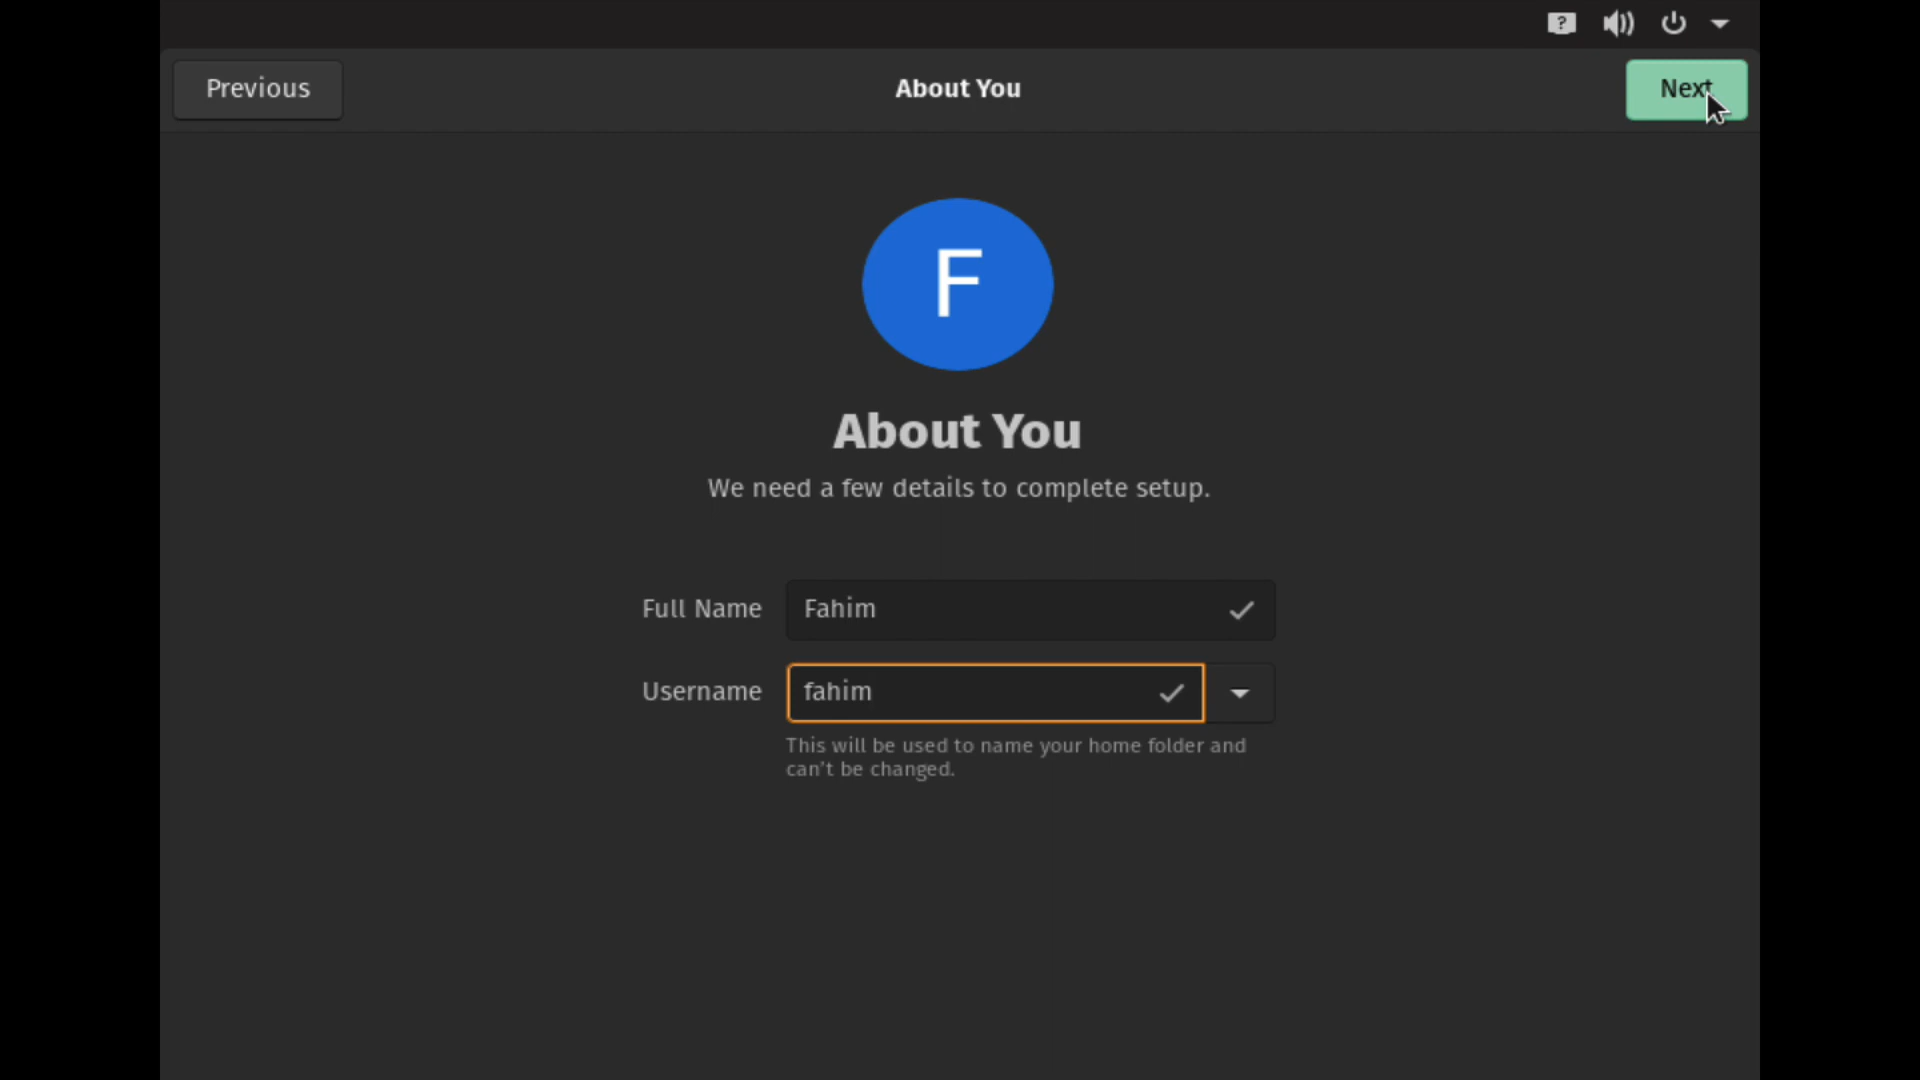 Previous
About You
Next
F
About You
We need a few details to complete setup.
Full Name
Fahim
Username
fahim
This will be used to name your home folder and
can't be changed.